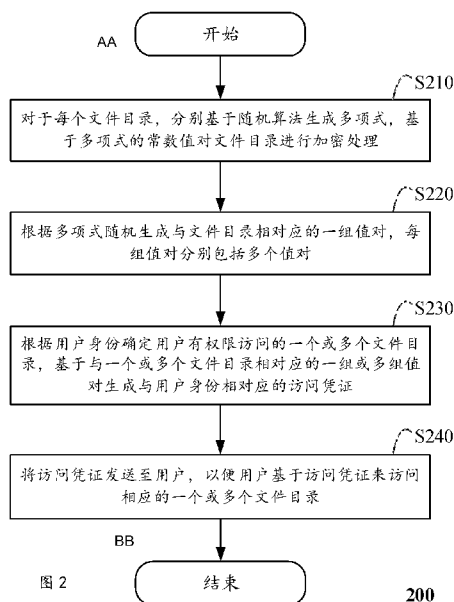 AA
开始
S210
对于每个文件目录，分别基于随机算法生成多项式，基
于多项式的常数值对文件目录进行加密处理
S220
根据多项式随机生成与文件目录相对应的一组值对，每
组值对分别包括多个值对
S230
根据用户身份确定用户有权限访问的一个或多个文件目
录，基于与一个或多个文件目录相对应的一组或多组值
对生成与用户身份相对应的访问凭证
S240
将访问凭证发送至用户，以便用户基于访问凭证来访问
相应的一个或多个文件目录
BB
结束
图 2
200